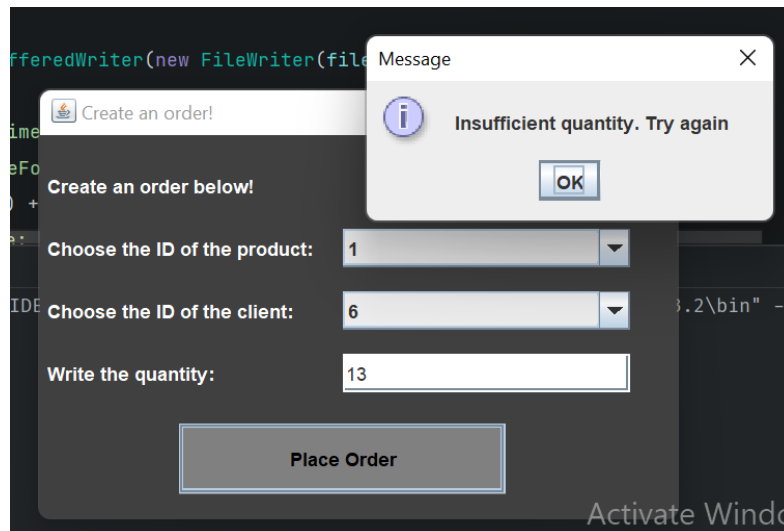 fferedWriter(new FileWriter(file
Message
Create an order!
ime
Insufficient quantity. Try again
eFo
OK
Create an order below!
) +
e:
Choose the ID of the product:
1
IDE
Choose the ID of the client:
6
3.2\bin" -
Write the quantity:
13
Place Order
Activate Windo